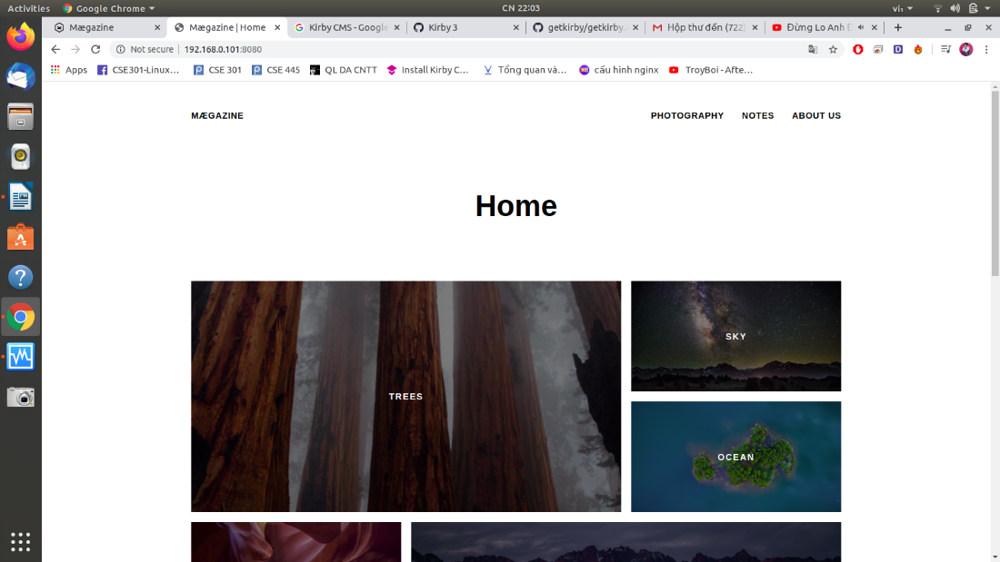 Activities Google Chrome CN 22:03 vi₁
Mægazine Mægazine | Home Kirby CMS - Google Kirby 3 getkirby/getkirby. Hộp thư đến (722) Đừng Lo Anh Đ
Not secure 192.168.0.101:8080
Apps CSE301-Linux… CSE 301 CSE 445 QL DA CNTT Install Kirby C… Tổng quan và… cấu hình nginx TroyBoi - Afte…
MÆGAZINE PHOTOGRAPHY NOTES ABOUT US
Home
SKY
TREES
OCEAN